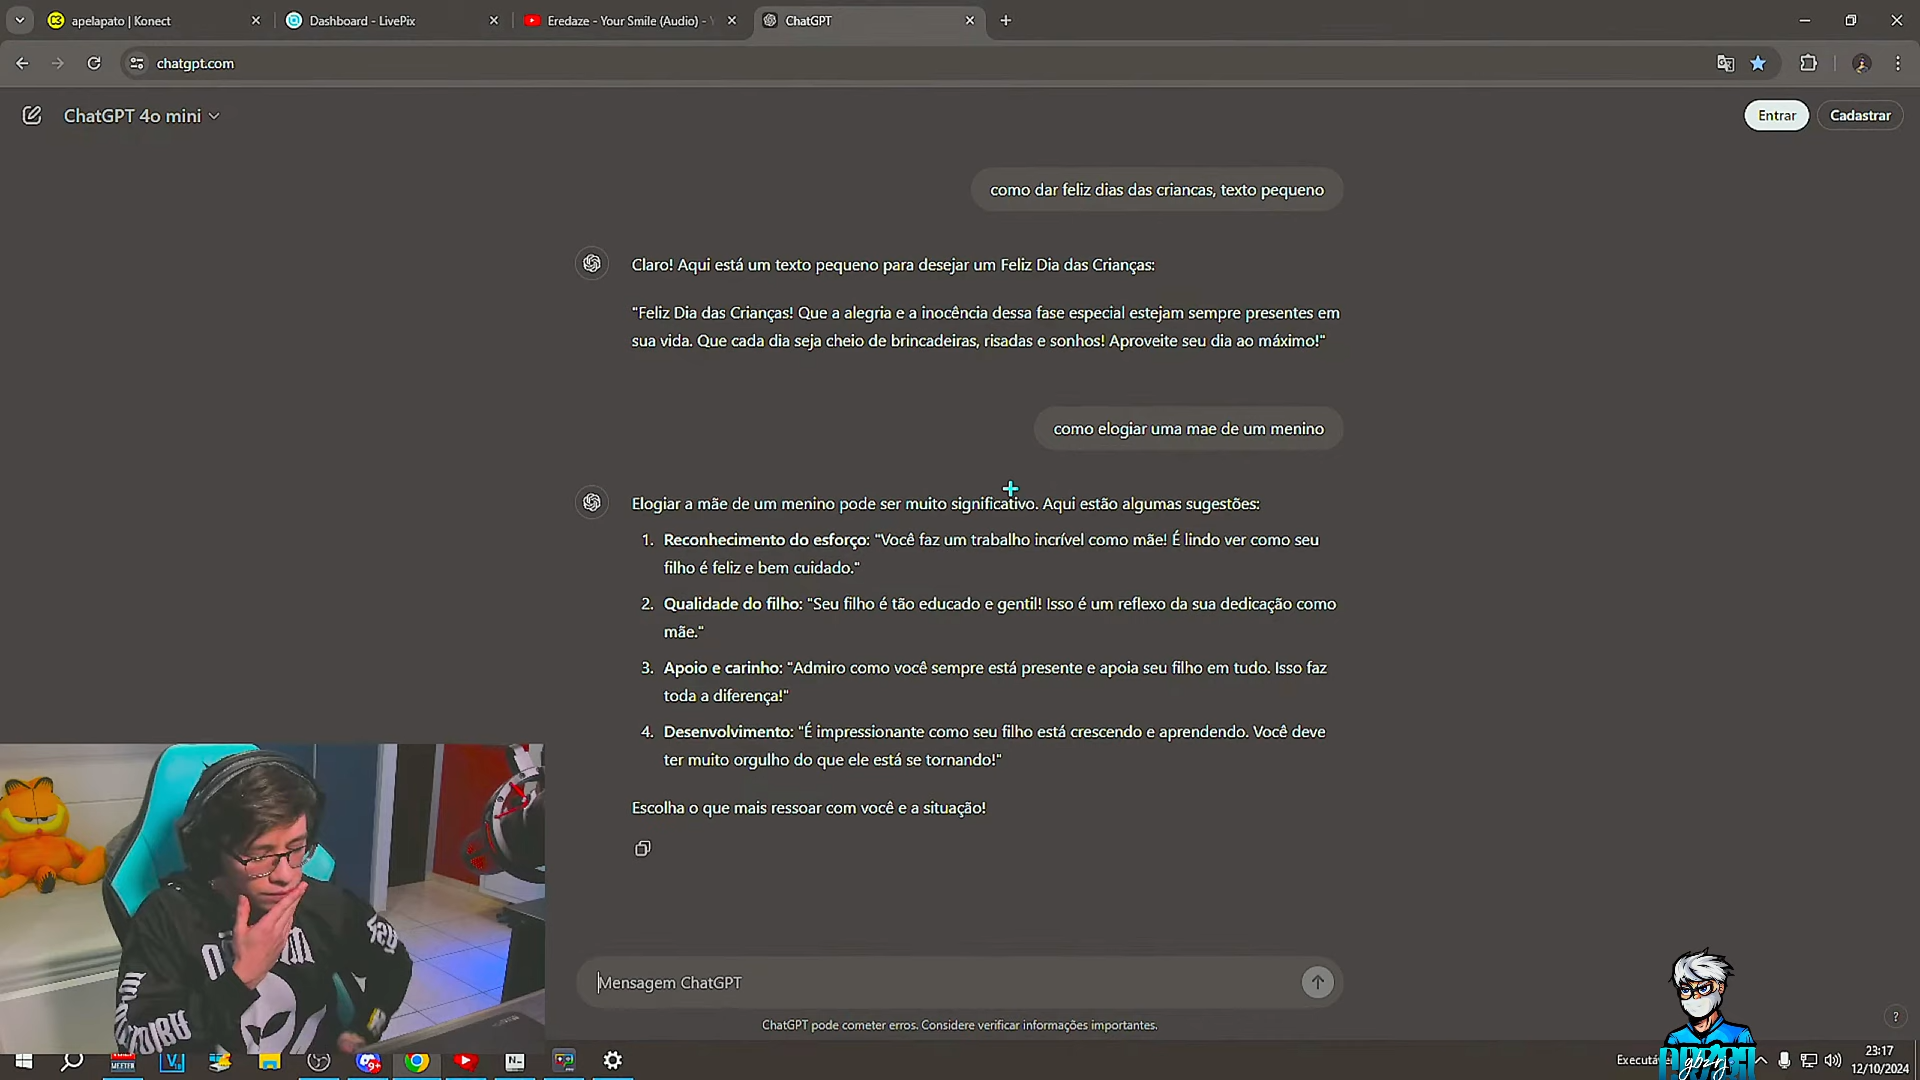 apelapato | Konect
Dashboard - LivePix
Eredaze - Your Smile (Audio) -
ChatGPT
chatgpt.com
ChatGPT 4o mini
Entrar
Cadastrar
como dar feliz dias das criancas, texto pequeno
Claro! Aqui está um texto pequeno para desejar um Feliz Dia das Crianças:
"Feliz Dia das Crianças! Que a alegria e a inocência dessa fase especial estejam sempre presentes em
sua vida. Que cada dia seja cheio de brincadeiras, risadas e sonhos! Aproveite seu dia ao máximo!"
como elogiar uma mae de um menino
Elogiar a mãe de um menino pode ser muito significativo. Aqui estão algumas sugestões:
1. Reconhecimento do esforço: "Você faz um trabalho incrível como mãe! É lindo ver como seu
filho é feliz e bem cuidado."
2. Qualidade do filho: "Seu filho é tão educado e gentil! Isso é um reflexo da sua dedicação como
mãe."
3. Apoio e carinho: "Admiro como você sempre está presente e apoia seu filho em tudo. Isso faz
toda a diferença!"
4. Desenvolvimento: "É impressionante como seu filho está crescendo e aprendendo. Você deve
ter muito orgulho do que ele está se tornando!"
Escolha o que mais ressoar com você e a situação!
Mensagem ChatGPT
ChatGPT pode cometer erros. Considere verificar informações importantes.
?
9+
23:17
12/10/2024